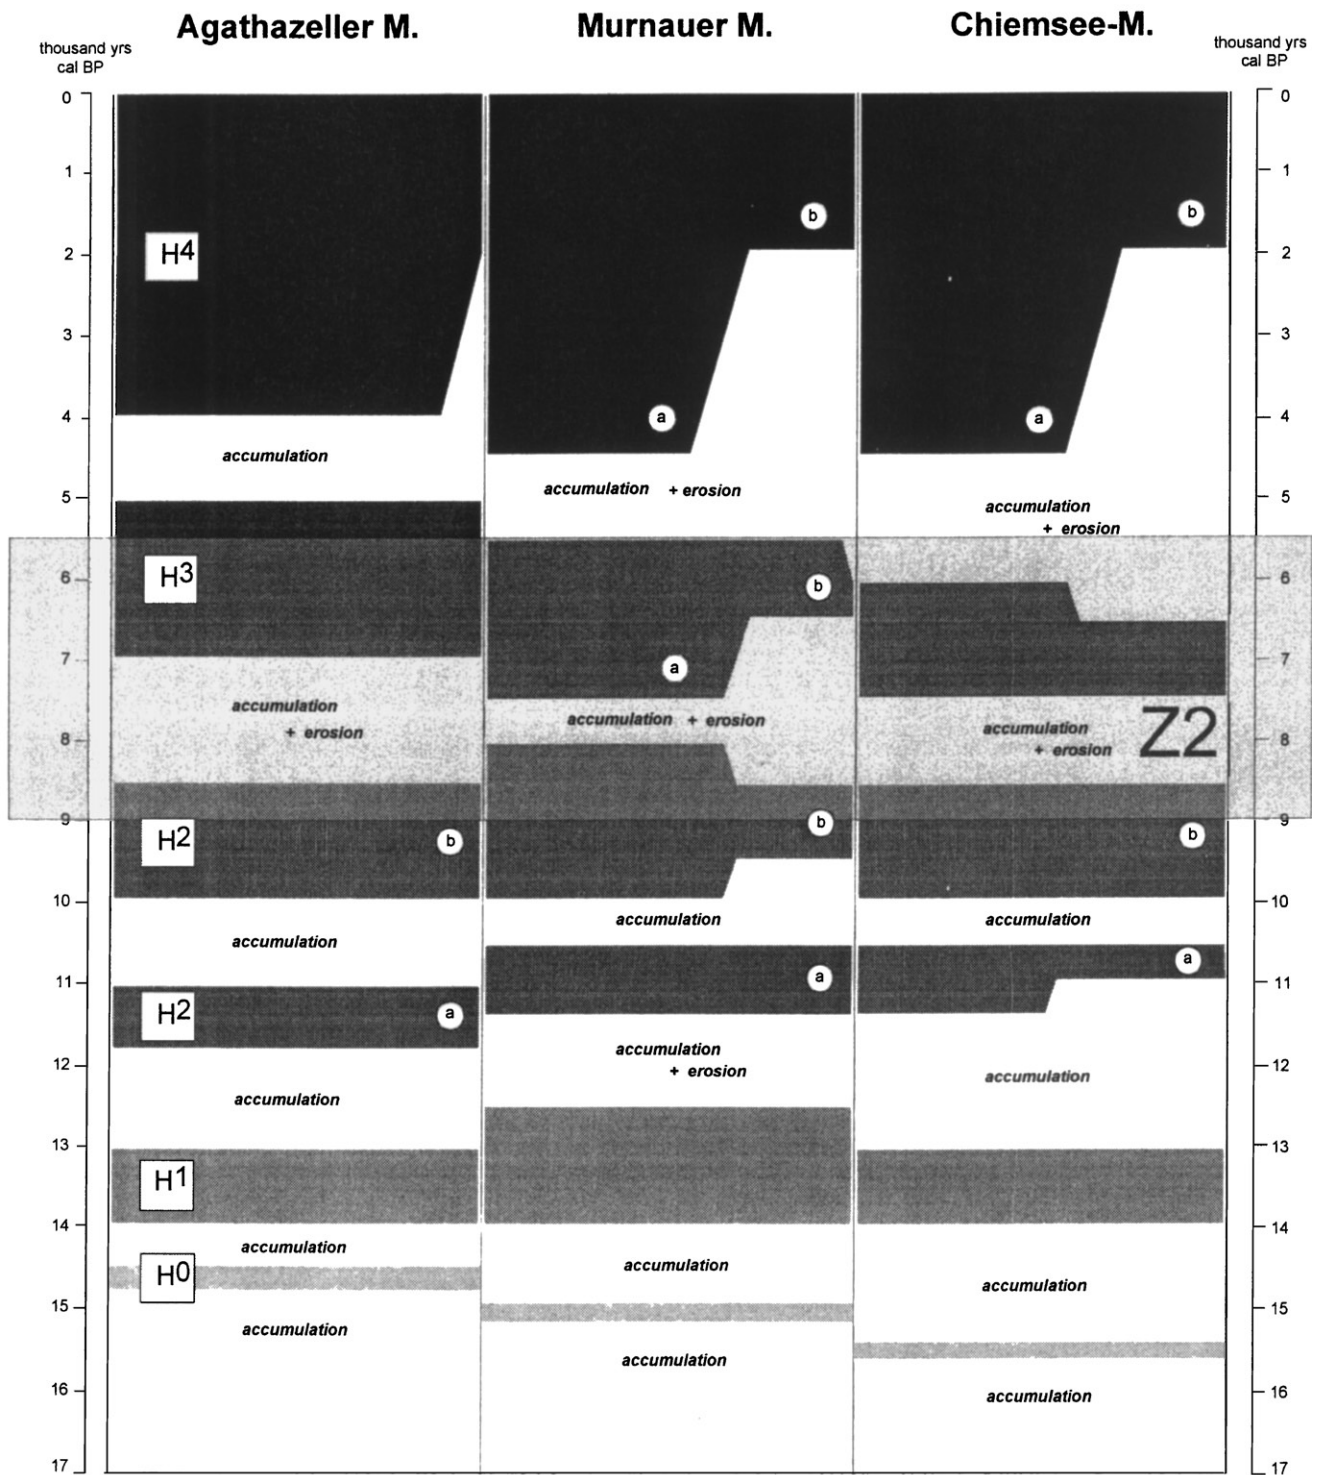 Agathazeller M.
Murnauer M.
Chiemsee-M.
thousand yrs
cal BP
thousand yrs
cal BP
0
0
1
1
b
b
H4
2
2
3
3
4
a
a
4
accumulation
accumulation + erosion
5
5
accumulation
+ erosion
H3
6
b
6
7
a
7
accumulation
+ erosion
accumulation + erosion
accumulation
+ erosion
Z2
8
8
9
9
H2
b
b
b
10
10
accumulation
accumulation
accumulation
11
a
a
11
H2
a
accumulation
+ erosion
12
12
accumulation
accumulation
13
13
H1
14
14
accumulation
accumulation
H0
accumulation
15
15
accumulation
accumulation
16
16
accumulation
17
17